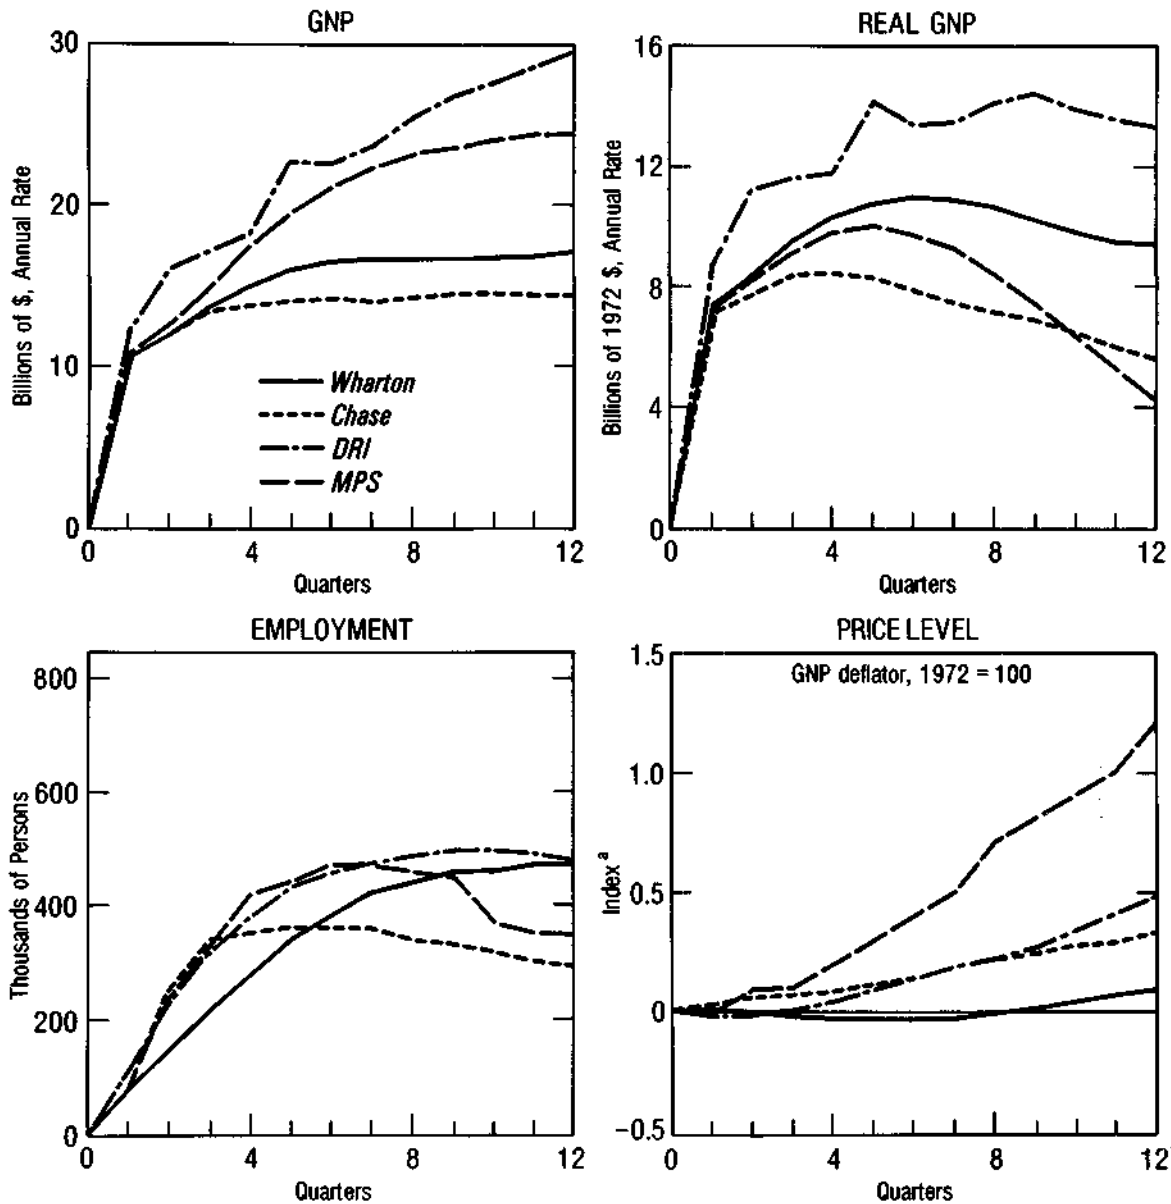 GNP
30
20
10
0
Billions of $, Annual Rate
Wharton
Chase
DRI
MPS
0 4 8 12
Quarters
REAL GNP
16
12
8
4
0
Billions of 1972 $, Annual Rate
0 4 8 12
Quarters
EMPLOYMENT
800
600
400
200
0
Thousands of Persons
0 4 8 12
Quarters
PRICE LEVEL
GNP deflator, 1972 = 100
1.5
1.0
0.5
0
-0.5
Index a
0 4 8 12
Quarters